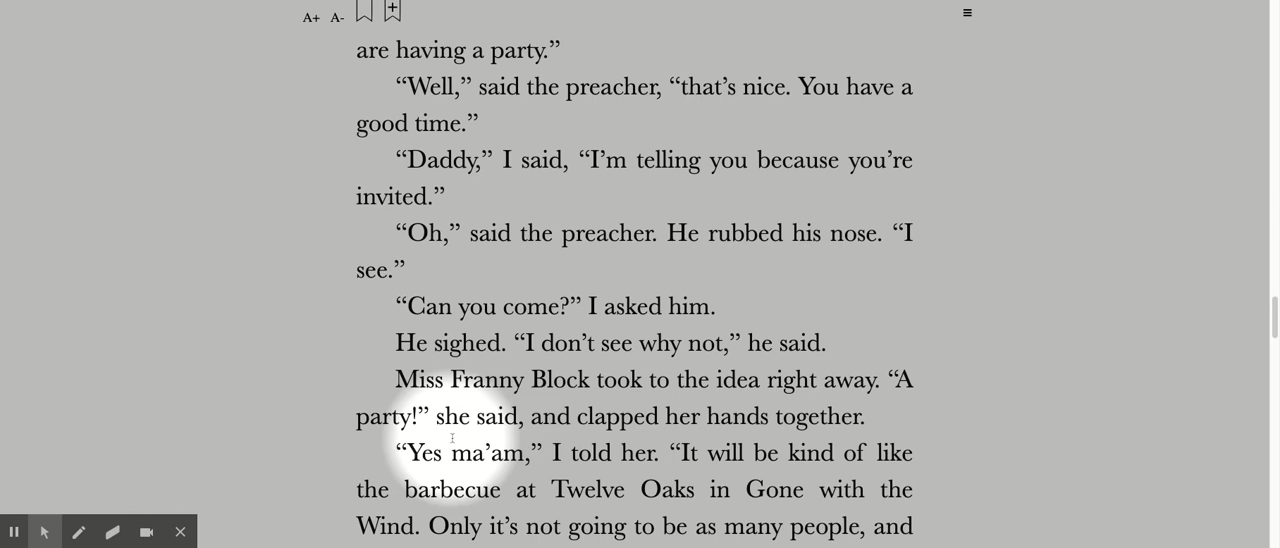 A+ A- +
are having a party.”
“Well,” said the preacher, “that’s nice. You have a
good time.”
“Daddy,” I said, “I’m telling you because you’re
invited.”
“Oh,” said the preacher. He rubbed his nose. “I
see.”
“Can you come?” I asked him.
He sighed. “I don’t see why not,” he said.
Miss Franny Block took to the idea right away. “A
party!” she said, and clapped her hands together.
“Yes ma’am,” I told her. “It will be kind of like
the barbecue at Twelve Oaks in Gone with the
Wind. Only it’s not going to be as many people, and